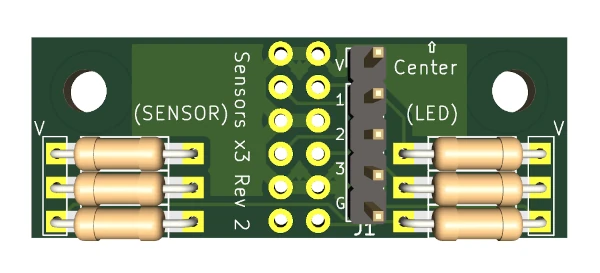 V
Center
1
(SENSOR)
(LED)
V
2
V
3
G
J1
Sensors x3 Rev 2